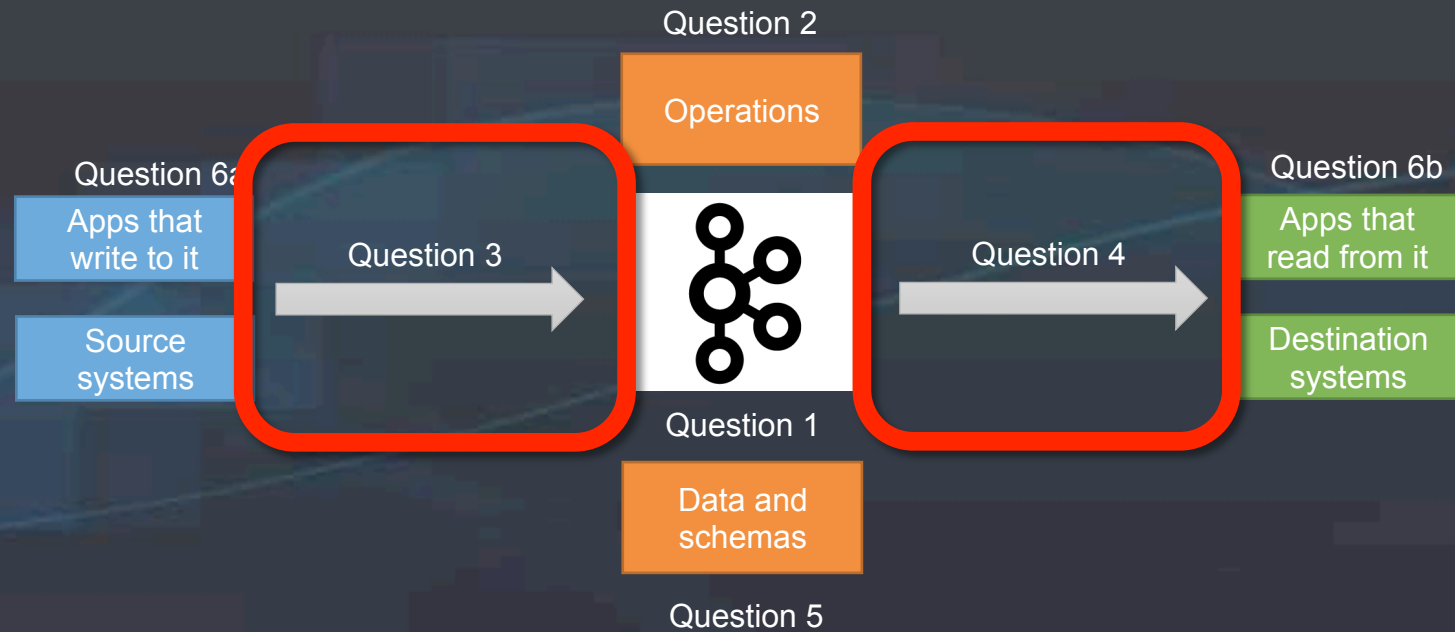 Question 2
Operations
Question 6a
Apps that
write to it
Source
systems
Question 3
Question 1
Data and
schemas
Question 5
Question 4
Question 6b
Apps that
read from it
Destination
systems